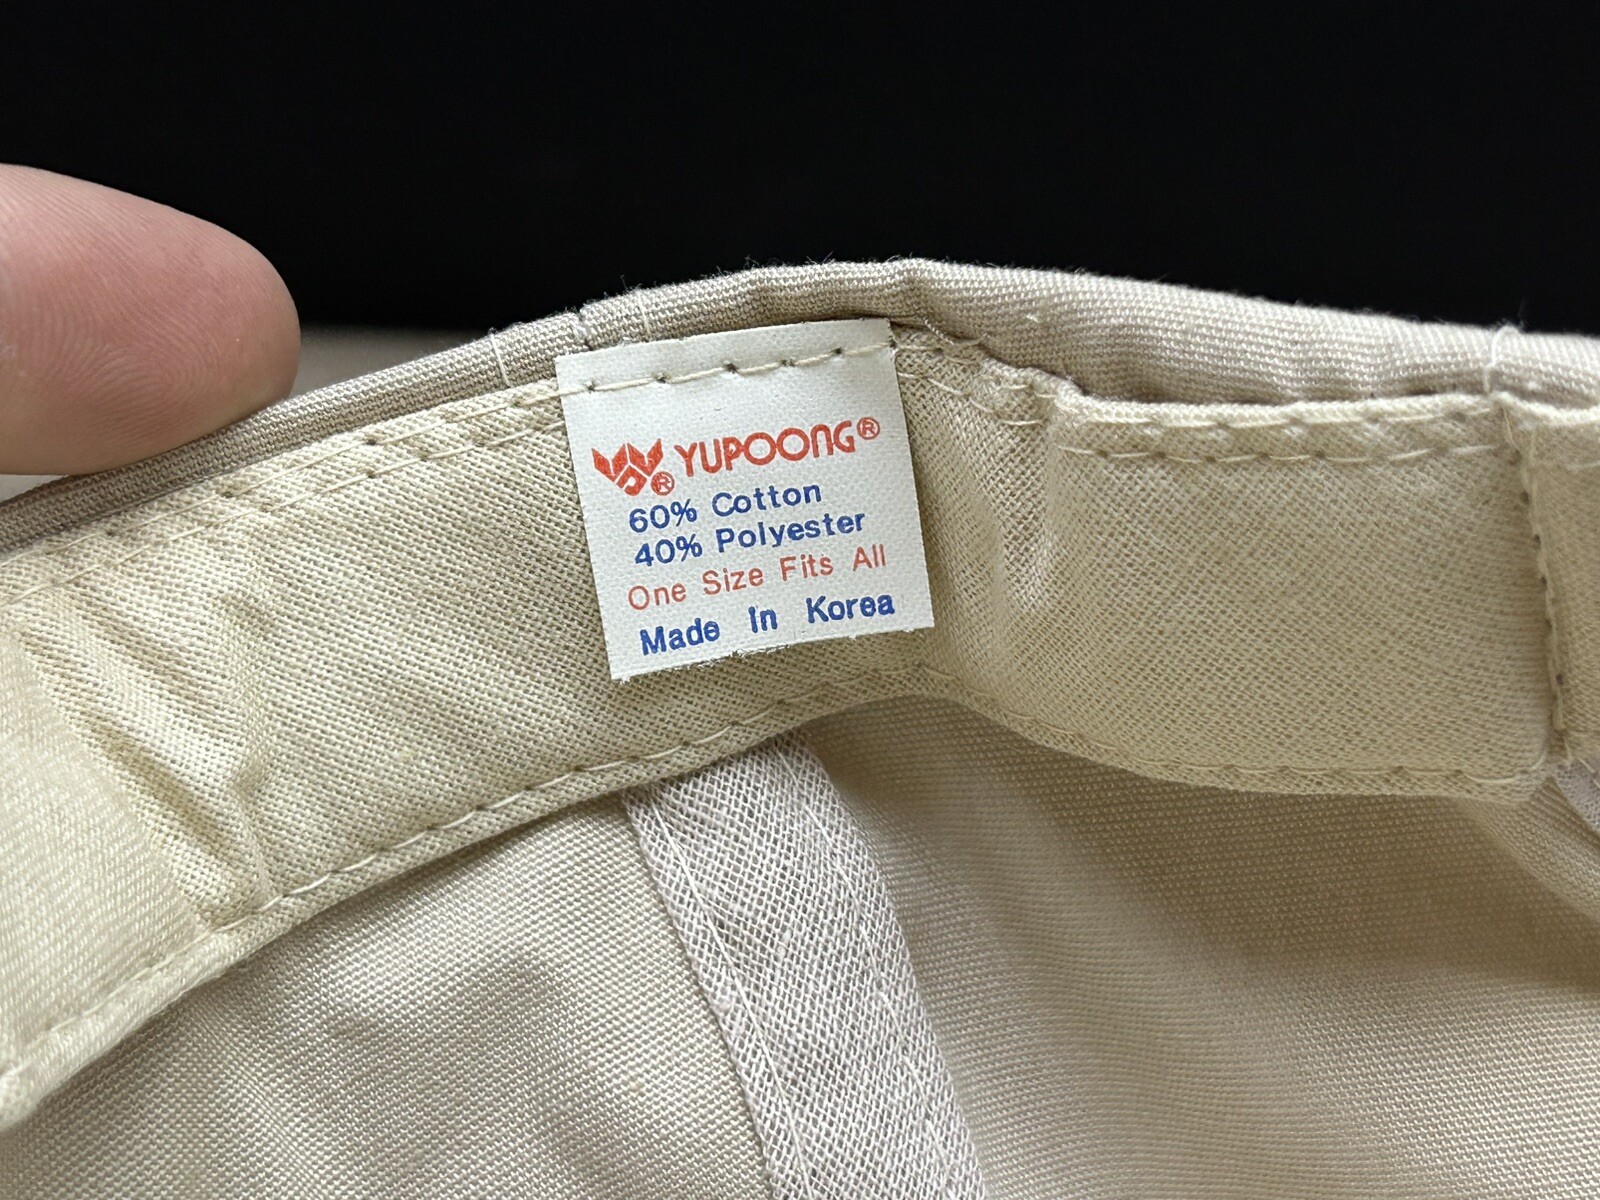 YUPOONG®
®
60% Cotton
40% Polyester
One Size Fits All
Made In Korea